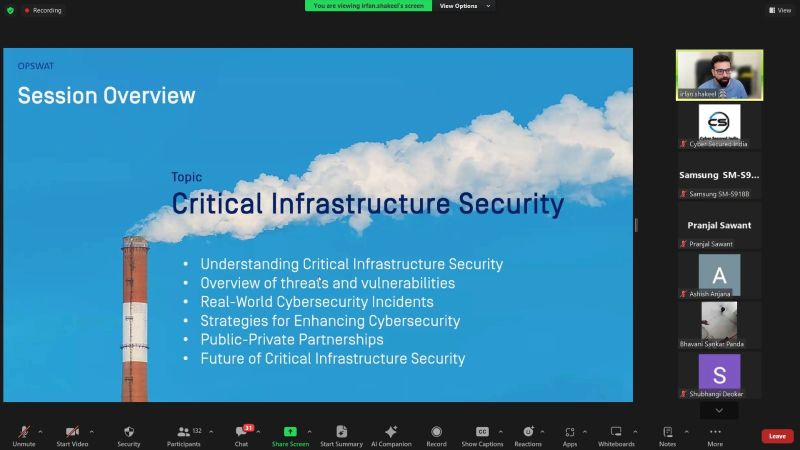 Recording
You are viewing irfan.shakeel's screen
View Options
View
OPSWAT
Session Overview
Topic
Critical Infrastructure Security
• Understanding Critical Infrastructure Security
• Overview of threats and vulnerabilities
• Real-World Cybersecurity Incidents
• Strategies for Enhancing Cybersecurity
• Public-Private Partnerships
• Future of Critical Infrastructure Security
irfan.shakeel
CS
Cyber Secured India
Samsung SM-S9...
Samsung SM-S918B
Pranjal Sawant
Pranjal Sawant
A
Ashish Anjana
Bhavani Sankar Panda
S
Shubhangi Deokar
Unmute
Start Video
Security
Participants 132
Chat 31
Share Screen
Start Summary
AI Companion
Record
CC
Show Captions
Reactions
Apps
Whiteboards
Notes
More
Leave